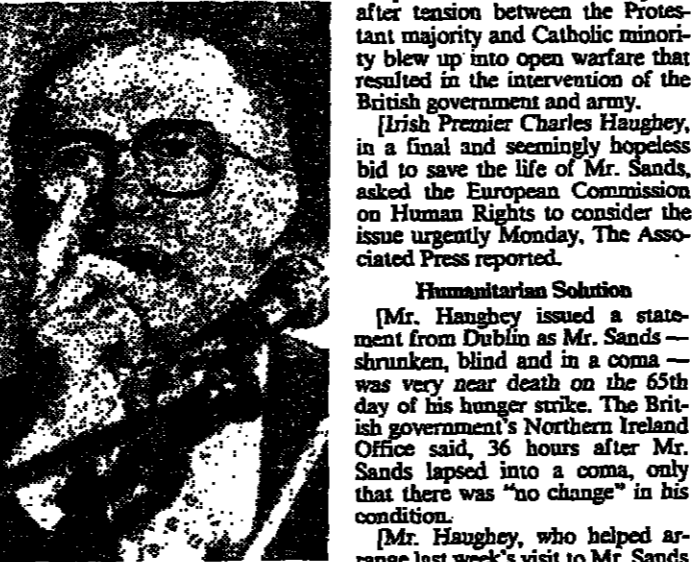 after tension between the Protes-
tant majority and Catholic minori-
ty blew up into open warfare that
resulted in the intervention of the
British government and army.
[Irish Premier Charles Haughey,
in a final and seemingly hopeless
bid to save the life of Mr. Sands,
asked the European Commission
on Human Rights to consider the
issue urgently Monday, The Asso-
ciated Press reported.
Humanitarian Solution
[Mr. Haughey issued a state-
ment from Dublin as Mr. Sands —
shrunken, blind and in a coma —
was very near death on the 65th
day of his hunger strike. The Brit-
ish government's Northern Ireland
Office said, 36 hours after Mr.
Sands lapsed into a coma, only
that there was "no change" in his
condition.
[Mr. Haughey, who helped ar-
range last week's visit to Mr. Sands